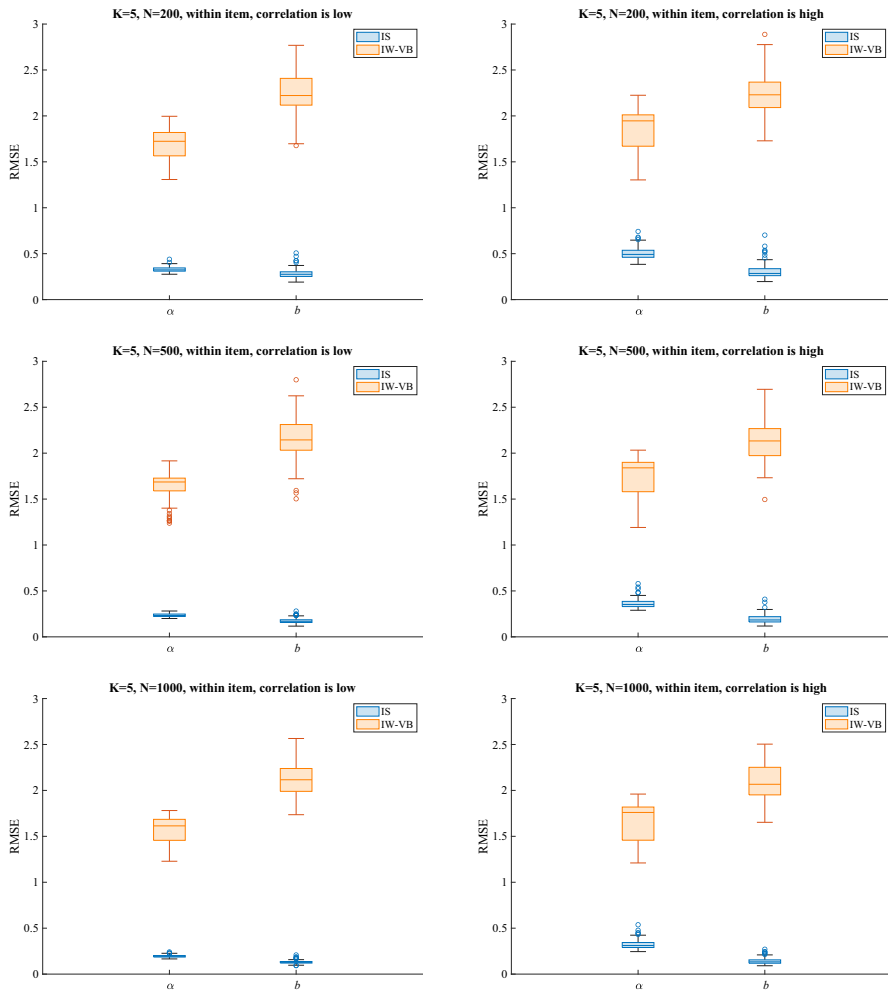 K=5, N=200, within item, correlation is low
3
2.5
2
1.5
1
0.5
0
RMSE
IS
IW-VB
α
b
K=5, N=200, within item, correlation is high
3
2.5
2
1.5
1
0.5
0
RMSE
IS
IW-VB
α
b
K=5, N=500, within item, correlation is low
3
2.5
2
1.5
1
0.5
0
RMSE
IS
IW-VB
α
b
K=5, N=500, within item, correlation is high
3
2.5
2
1.5
1
0.5
0
RMSE
IS
IW-VB
α
b
K=5, N=1000, within item, correlation is low
3
2.5
2
1.5
1
0.5
0
RMSE
IS
IW-VB
α
b
K=5, N=1000, within item, correlation is high
3
2.5
2
1.5
1
0.5
0
RMSE
IS
IW-VB
α
b